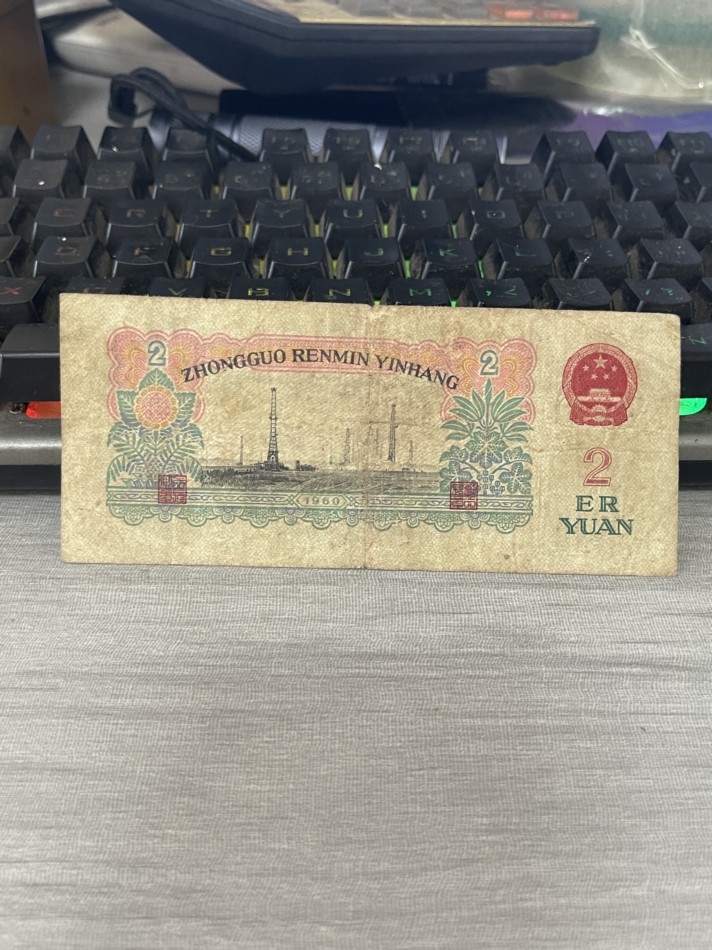 E R T Y U I O
D F G H J K L
X V B N M
2 2
ZHONGGUO RENMIN YINHANG
1960
2
ER
YUAN